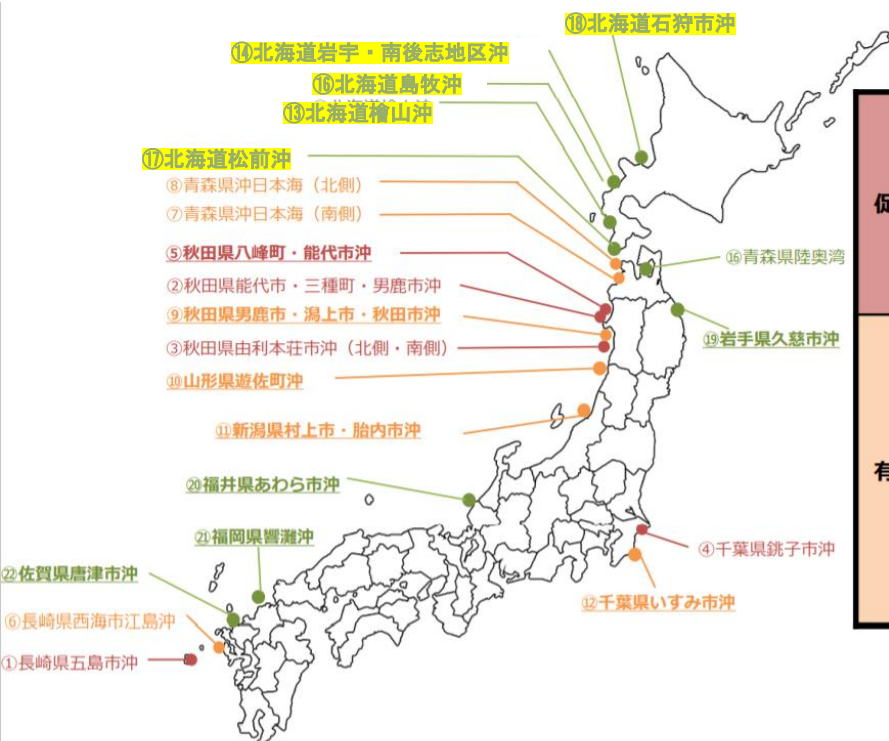 ⑱北海道石狩市沖
⑭北海道岩宇・南後志地区沖
⑯北海道島牧沖
⑬北海道檜山沖
⑰北海道松前沖
⑧青森県沖日本海（北側）
⑦青森県沖日本海（南側）
⑤秋田県八峰町・能代市沖
②秋田県能代市・三種町・男鹿市沖
⑨秋田県男鹿市・潟上市・秋田市沖
③秋田県由利本荘市沖（北側・南側）
⑩山形県遊佐町沖
⑪新潟県村上市・胎内市沖
⑳福井県あわら市沖
㉑福岡県響灘沖
㉒佐賀県唐津市沖
⑥長崎県西海市江島沖
①長崎県五島市沖
⑯青森県陸奥湾
⑲岩手県久慈市沖
④千葉県銚子市沖
⑫千葉県いすみ市沖
促
有